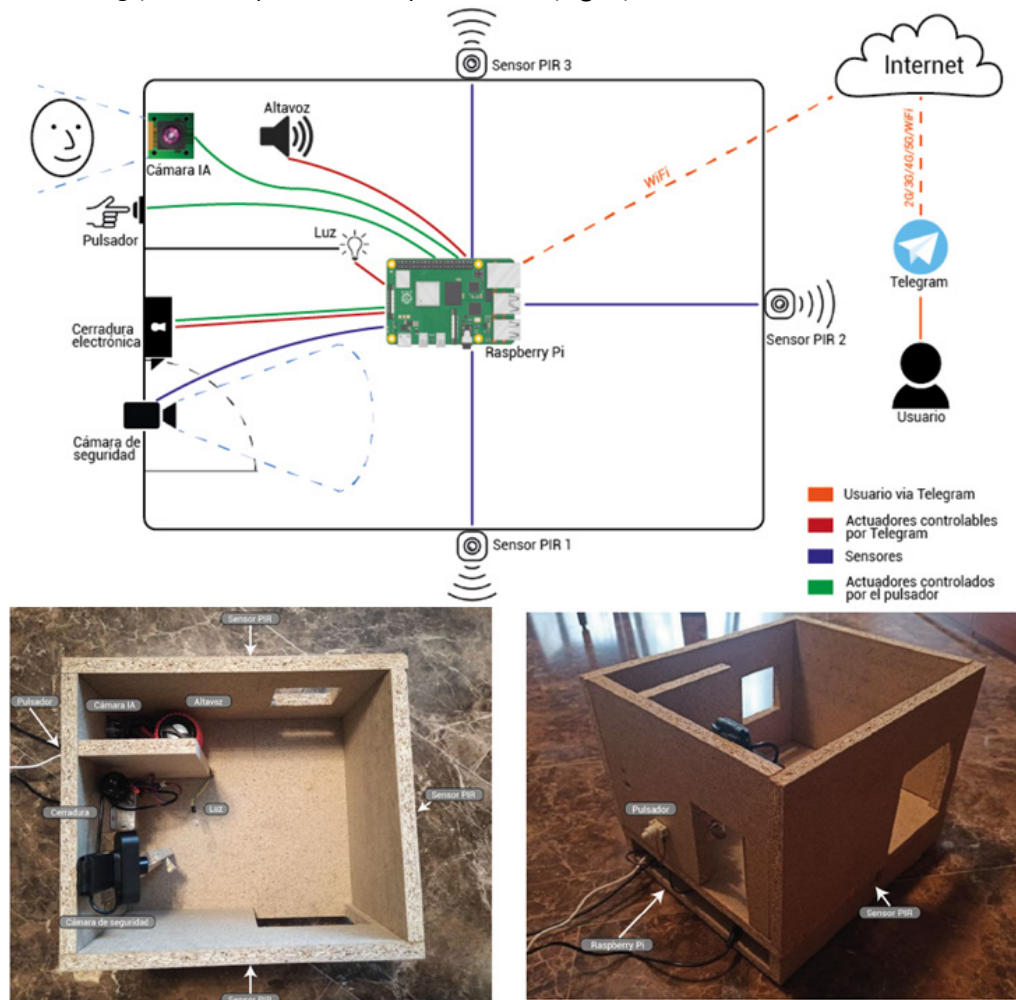 Sensor PIR 3
Internet
Altavoz
Cámara IA
WiFi
2G/3G/4G/5G/WiFi
Pulsador
Luz
Telegram
Cerradura
electrónica
Raspberry Pi
Sensor PIR 2
Usuario
Cámara de
seguridad
Usuario via Telegram
Actuadores controlables
por Telegram
Sensor PIR 1
Sensores
Actuadores controlados
por el pulsador
Sensor PIR
Pulsador
Cámara IA
Altavoz
Cerradura
Luz
Sensor PIR
Cámara de seguridad
Sensor PIR
Pulsador
Raspberry Pi
Sensor PIR